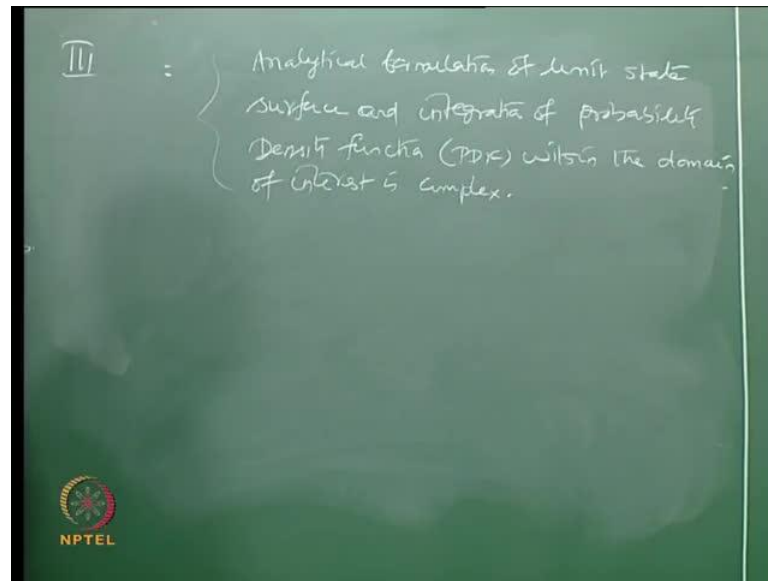 III : Analytical formulation of limit state
surface and integration of probability
Density function (PDF) within the domain
of interest is complex.
NPTEL